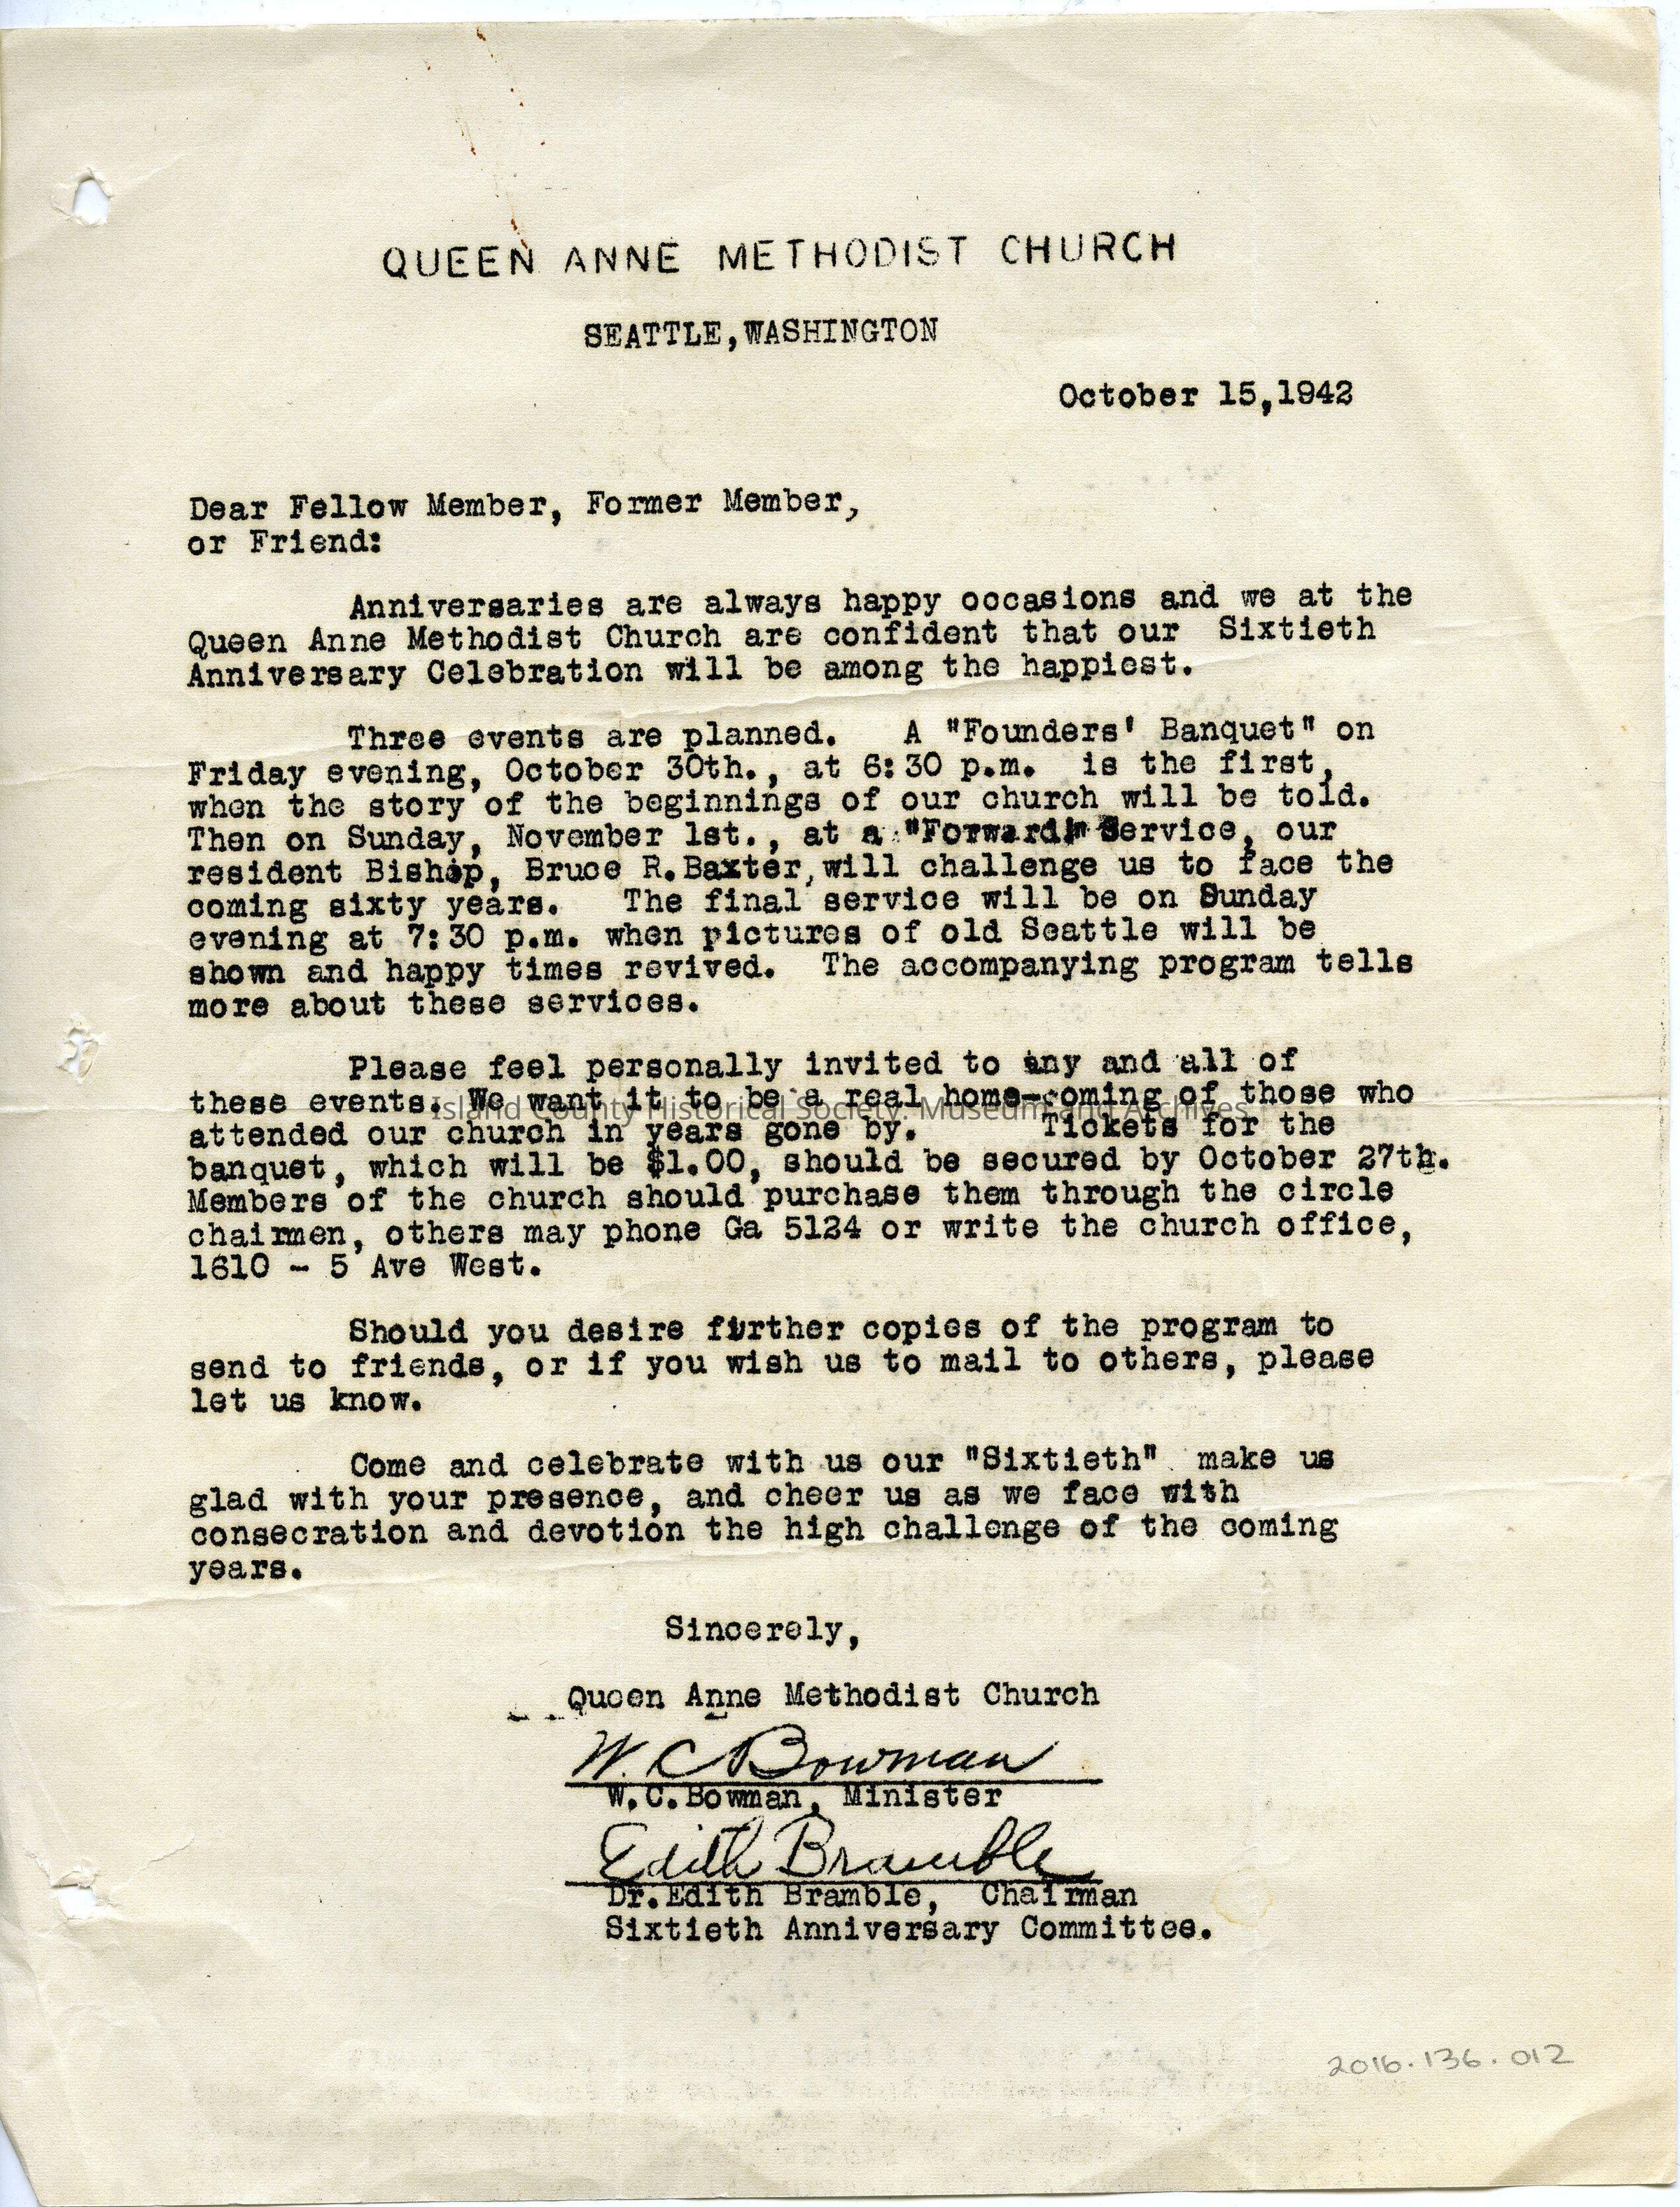 QUEEN ANNE METHODIST CHURCH
SEATTLE,WASHINGTON
October 15,1942
Dear Fellow Member, Former Member,
or Friend:
Anniversaries are always happy occasions and we at the
Queen Anne Methodist Church are confident that our Sixtieth
Anniversary Celebration will be among the happiest.
Three events are planned. A "Founders' Banquet" on
Friday evening, October 30th., at 6:30 p.m. is the first,
when the story of the beginnings of our church will be told.
Then on Sunday, November 1st., at a "Forward" Service, our
resident Bishop, Bruce R.Baxter, will challenge us to face the
coming sixty years. The final service will be on Sunday
evening at 7:30 p.m. when pictures of old Seattle will be
shown and happy times revived. The accompanying program tells
more about these services.
Please feel personally invited to any and all of
these events. We want it to be a real home-coming of those who
Island County Historical Society: Museum and Archives
attended our church in years gone by. Tickets for the
banquet, which will be $1.00, should be secured by October 27th.
Members of the church should purchase them through the circle
chairmen, others may phone Ga 5124 or write the church office,
1610 - 5 Ave West.
Should you desire further copies of the program to
send to friends, or if you wish us to mail to others, please
let us know.
Come and celebrate with us our "Sixtieth" make us
glad with your presence, and cheer us as we face with
consecration and devotion the high challenge of the coming
years.
Sincerely,
Queen Anne Methodist Church
W. C Bowman
W.C.Bowman, Minister
Edith Bramble
Dr.Edith Bramble, Chairman
Sixtieth Anniversary Committee.
2016.136.012